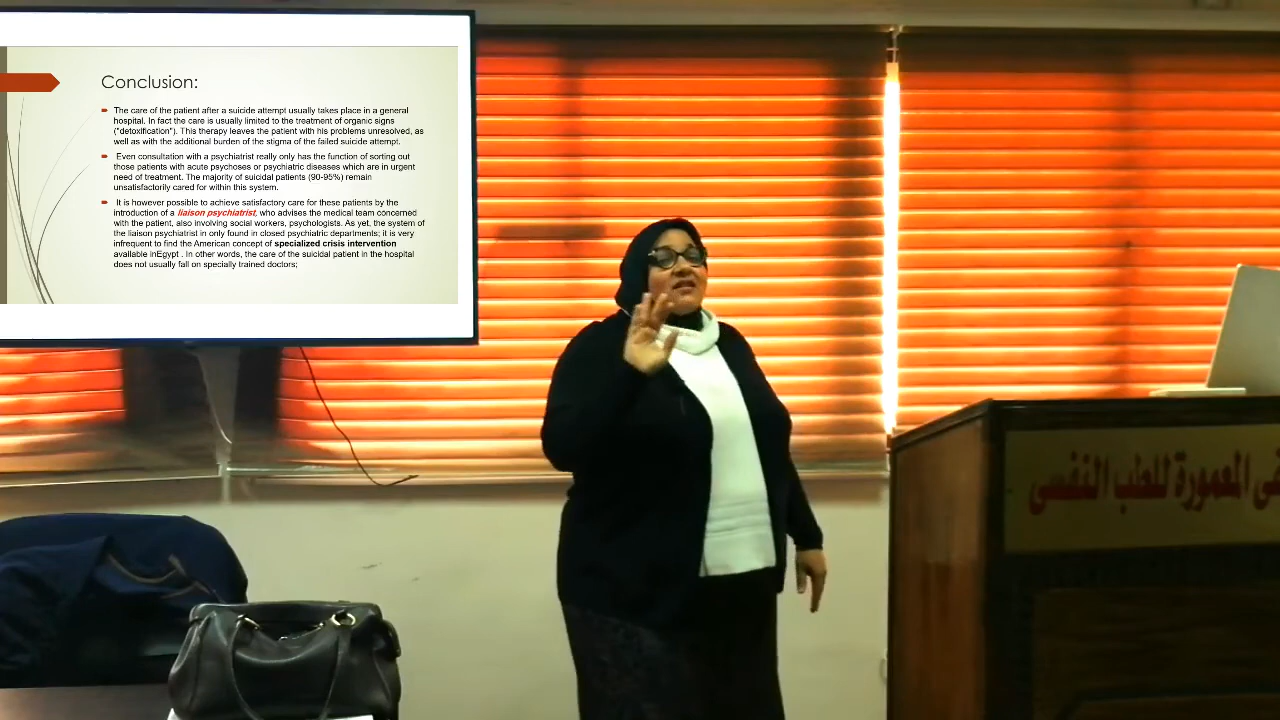 Conclusion:
The care of the patient after a suicide attempt usually takes place in a general
hospital. In fact the care is usually limited to the treatment of organic signs
("detoxification"). This therapy leaves the patient with his problems unresolved, as
well as with the additional burden of the stigma of the failed suicide attempt.
Even consultation with a psychiatrist really only has the function of sorting out
those patients with acute psychoses or psychiatric diseases which are in urgent
need of treatment. The majority of suicidal patients (90-95%) remain
unsatisfactorily cared for within this system.
It is however possible to achieve satisfactory care for these patients by the
introduction of a liaison psychiatrist, who advises the medical team concerned
with the patient, also involving social workers, psychologists. As yet, the system of
the liaison psychiatrist in only found in closed psychiatric departments; it is very
infrequent to find the American concept of specialized crisis intervention
available inEgypt . In other words, the care of the suicidal patient in the hospital
does not usually fall on specially trained doctors;
المعمورة للطب النفسى